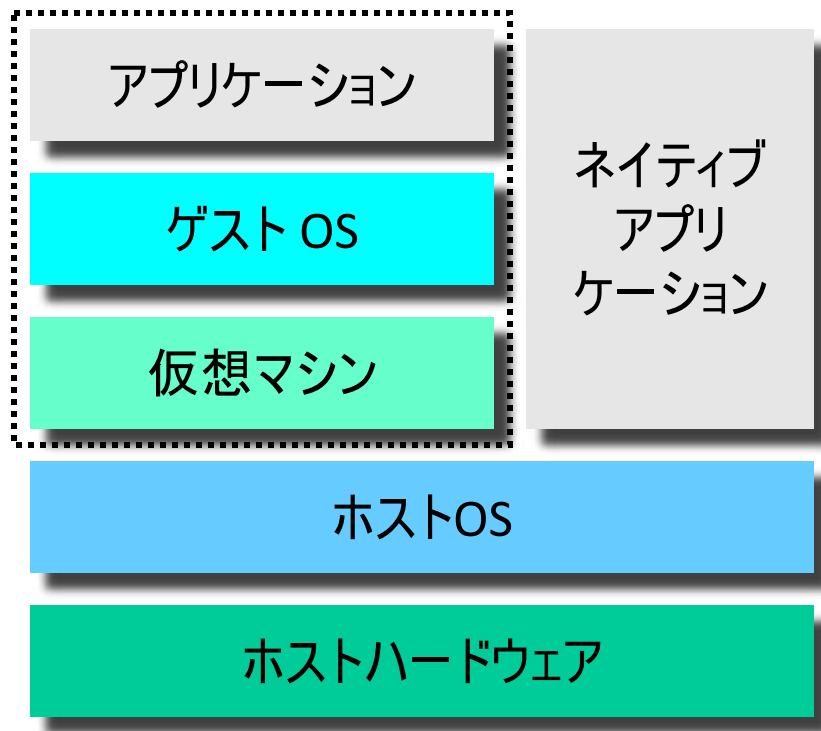 アプリケーション
ゲスト OS
仮想マシン
ネイティブ
アプリ
ケーション
ホストOS
ホストハードウェア